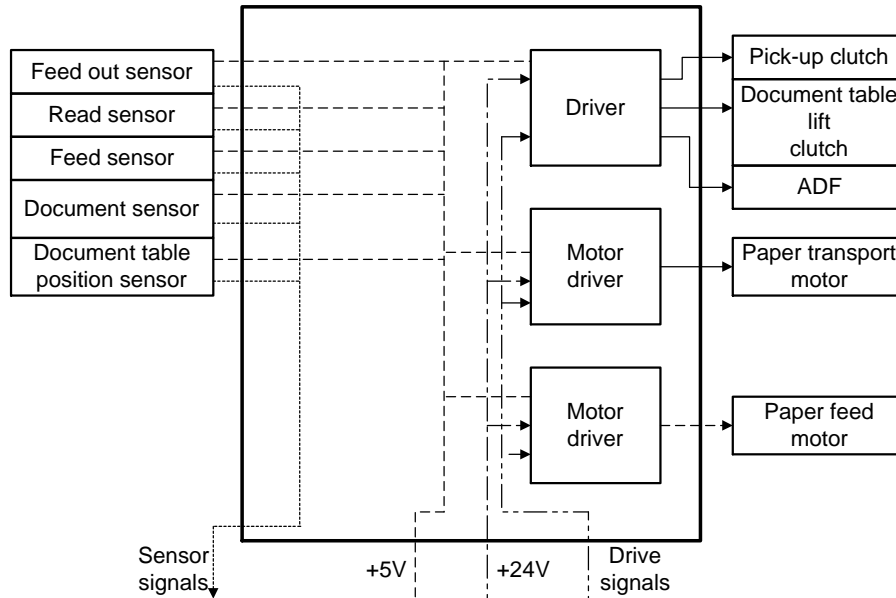 Feed out sensor
Read sensor
Feed sensor
Document sensor
Document table
position sensor
Driver
Motor
driver
Motor
driver
Pick-up clutch
Document table
lift
clutch
ADF
Paper transport
motor
Paper feed
motor
Sensor
signals
+5V
+24V
Drive
signals